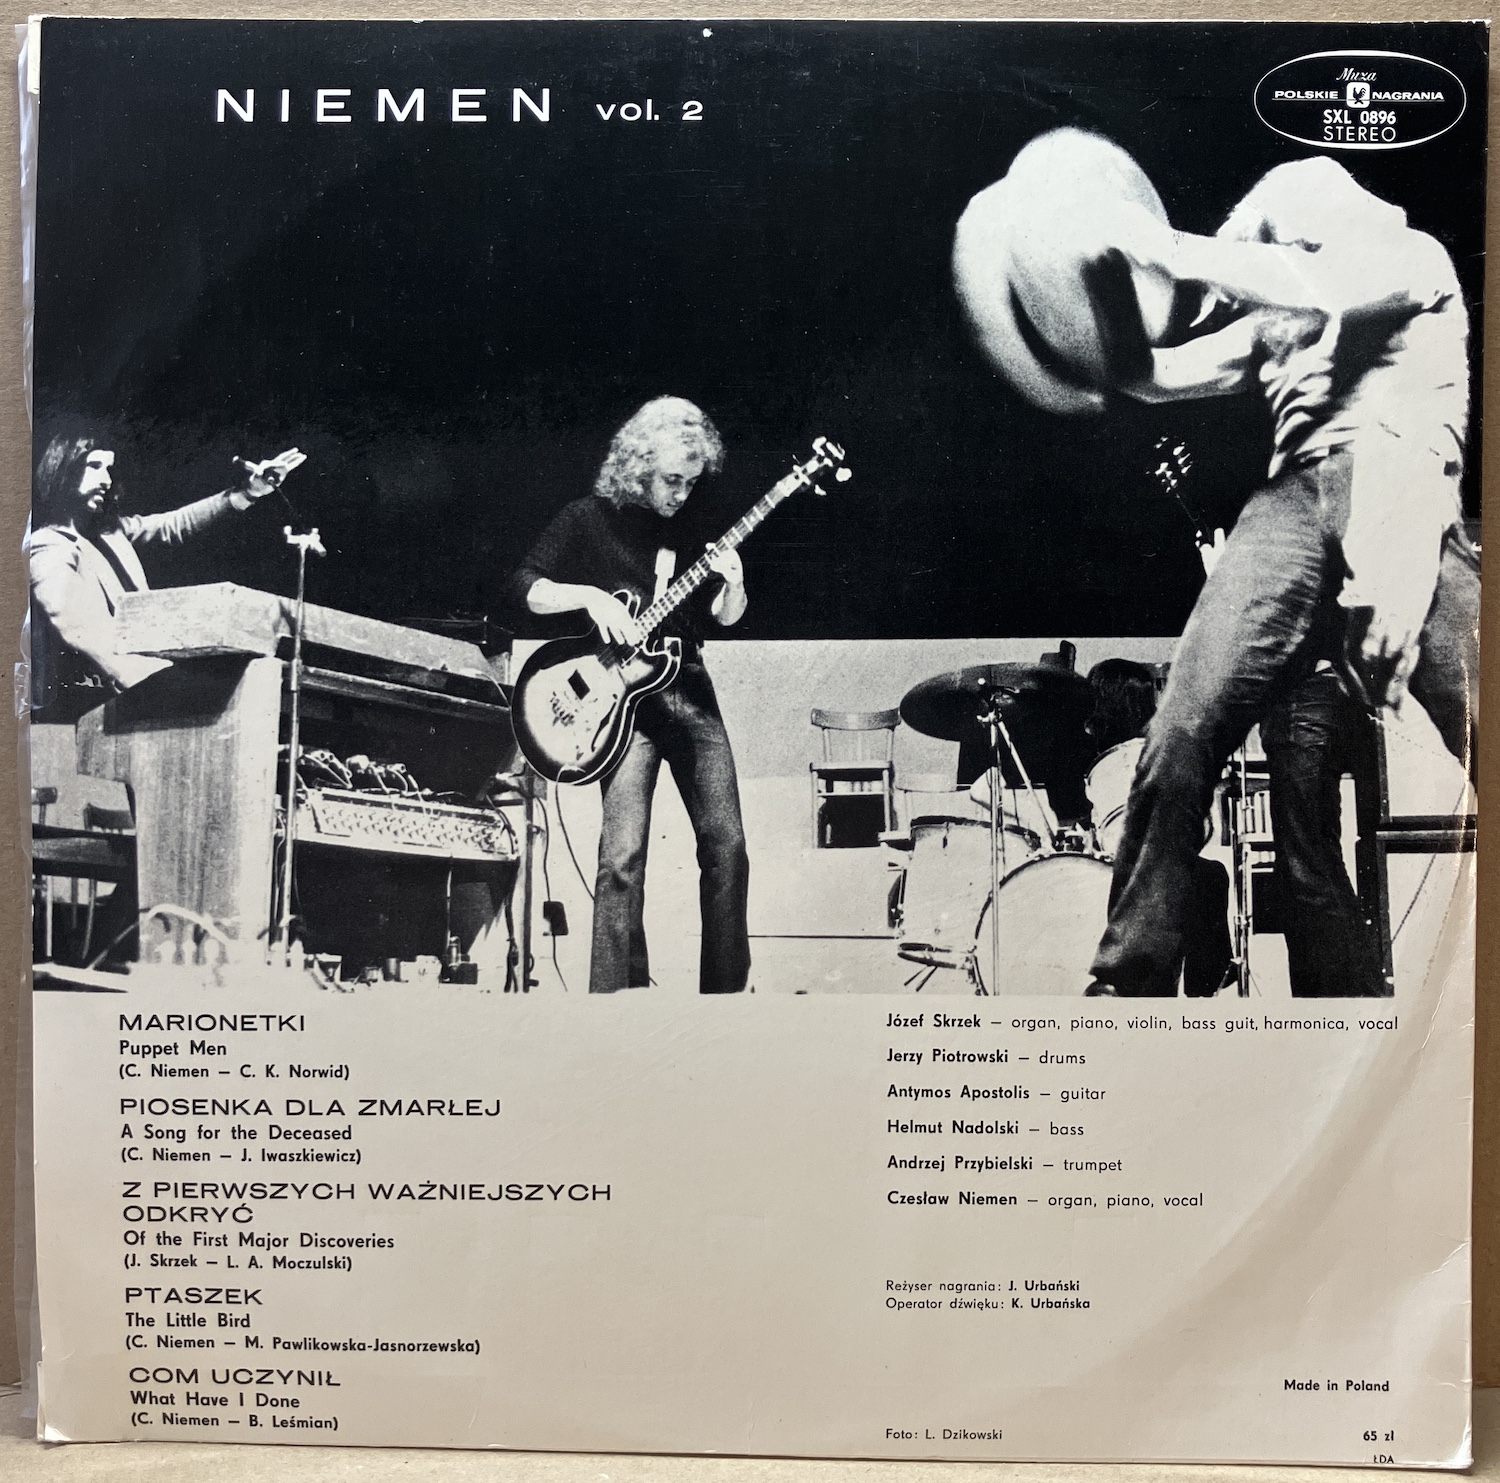 NIEMEN vol. 2
Muza
POLSKIE NAGRANIA
SXL 0896
STEREO
MARIONETKI
Puppet Men
(C. Niemen – C. K. Norwid)
PIOSENKA DLA ZMARŁEJ
A Song for the Deceased
(C. Niemen – J. Iwaszkiewicz)
Z PIERWSZYCH WAŻNIEJSZYCH
ODKRYĆ
Of the First Major Discoveries
(J. Skrzek – L. A. Moczulski)
PTASZEK
The Little Bird
(C. Niemen – M. Pawlikowska-Jasnorzewska)
COM UCZYNIŁ
What Have I Done
(C. Niemen – B. Leśmian)
Józef Skrzek – organ, piano, violin, bass guit, harmonica, vocal
Jerzy Piotrowski – drums
Antymos Apostolis – guitar
Helmut Nadolski – bass
Andrzej Przybielski – trumpet
Czesław Niemen – organ, piano, vocal
Reżyser nagrania: J. Urbański
Operator dźwięku: K. Urbańska
Made in Poland
Foto: L. Dzikowski
65 zł
ŁDA